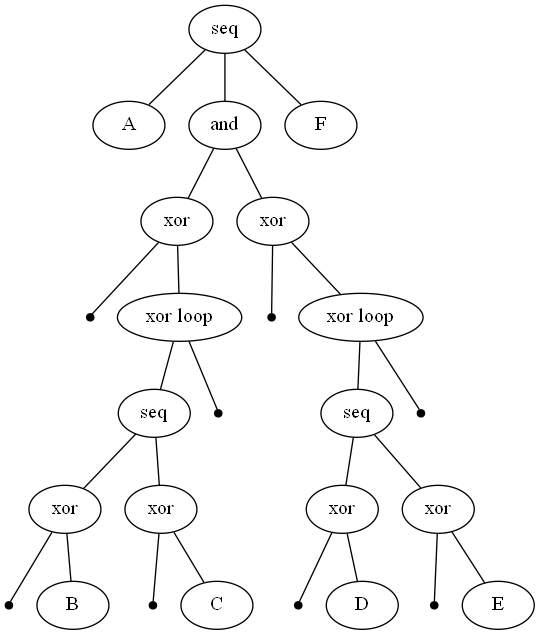 seq
A and F
xor xor
xor loop xor loop
seq seq
xor xor xor xor
B C D E